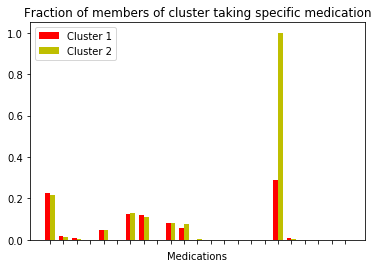 Fraction of members of cluster taking specific medication
Cluster 1
Cluster 2
1.0
0.8
0.6
0.4
0.2
0.0
Medications